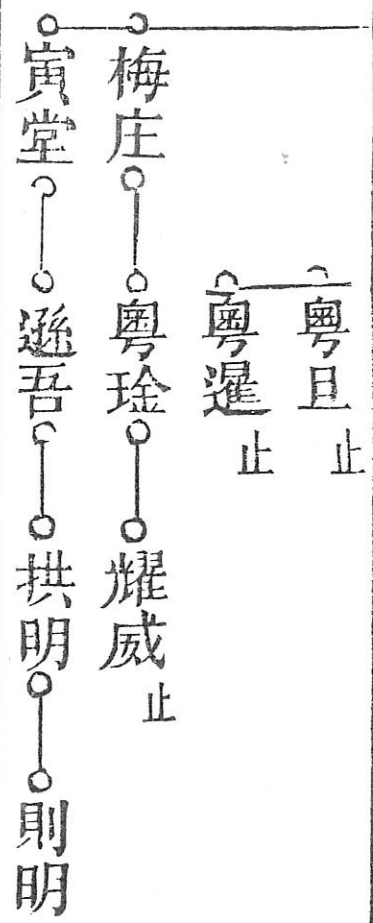 粵旦 止
粵暹 止
梅庄 粵琻 耀威 止
寅堂 遜吾 拱明 則明